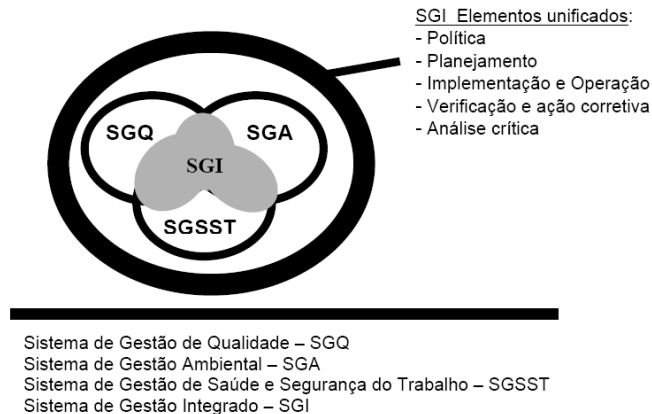 SGI Elementos unificados:
- Política
- Planejamento
- Implementação e Operação
- Verificação e ação corretiva
- Análise crítica
SGQ
SGA
SGI
SGSST
Sistema de Gestão de Qualidade – SGQ
Sistema de Gestão Ambiental – SGA
Sistema de Gestão de Saúde e Segurança do Trabalho – SGSST
Sistema de Gestão Integrado – SGI